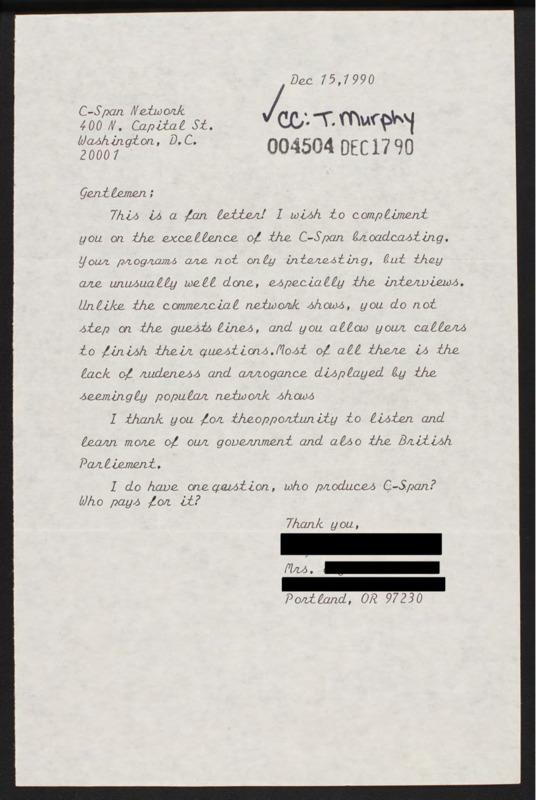 Dec 15,1990
✓CC: T. Murphy
004504 DEC1790
C-Span Network
400 N. Capital St.
Washington, D.C.
20001
Gentlemen;
This is a fan letter! I wish to compliment
you on the excellence of the C-Span broadcasting.
Your programs are not only interesting, but they
are unusually well done, especially the interviews.
Unlike the commercial network shows, you do not
step on the guests lines, and you allow your callers
to finish their questions.Most of all there is the
lack of rudeness and arrogance displayed by the
seemingly popular network shows
I thank you for theopportunity to listen and
learn more of our government and also the British
Parliement.
I do have one question, who produces C-Span?
Who pays for it?
Thank you,
Mrs.
Portland, OR 97230